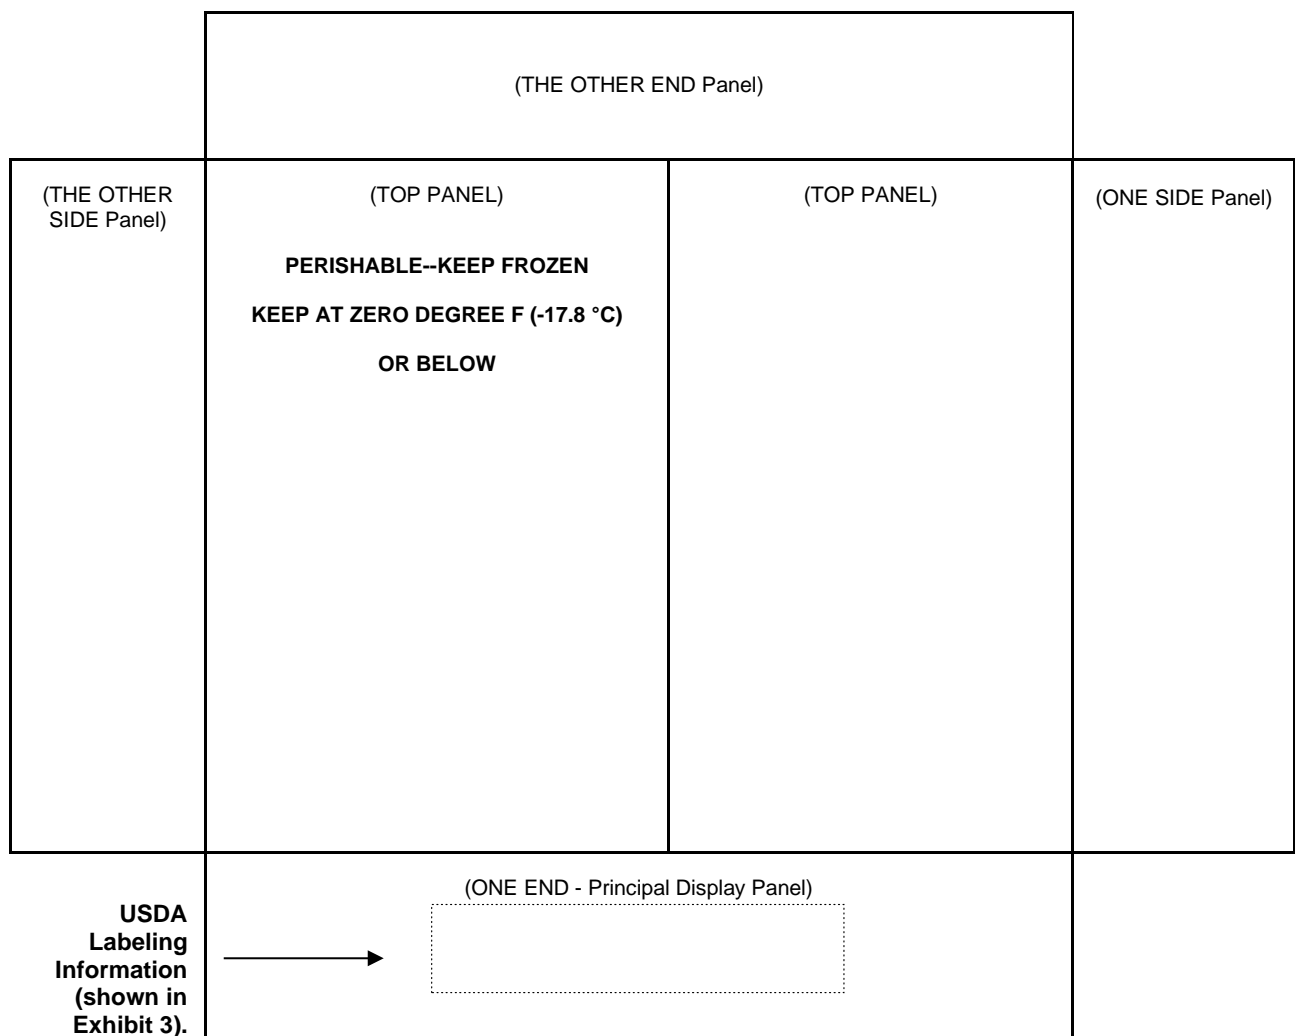 (THE OTHER END Panel)
(THE OTHER
SIDE Panel)
(TOP PANEL)
PERISHABLE--KEEP FROZEN
KEEP AT ZERO DEGREE F (-17.8 °C)
OR BELOW
(TOP PANEL)
(ONE SIDE Panel)
(ONE END - Principal Display Panel)
USDA
Labeling
Information
(shown in
Exhibit 3).